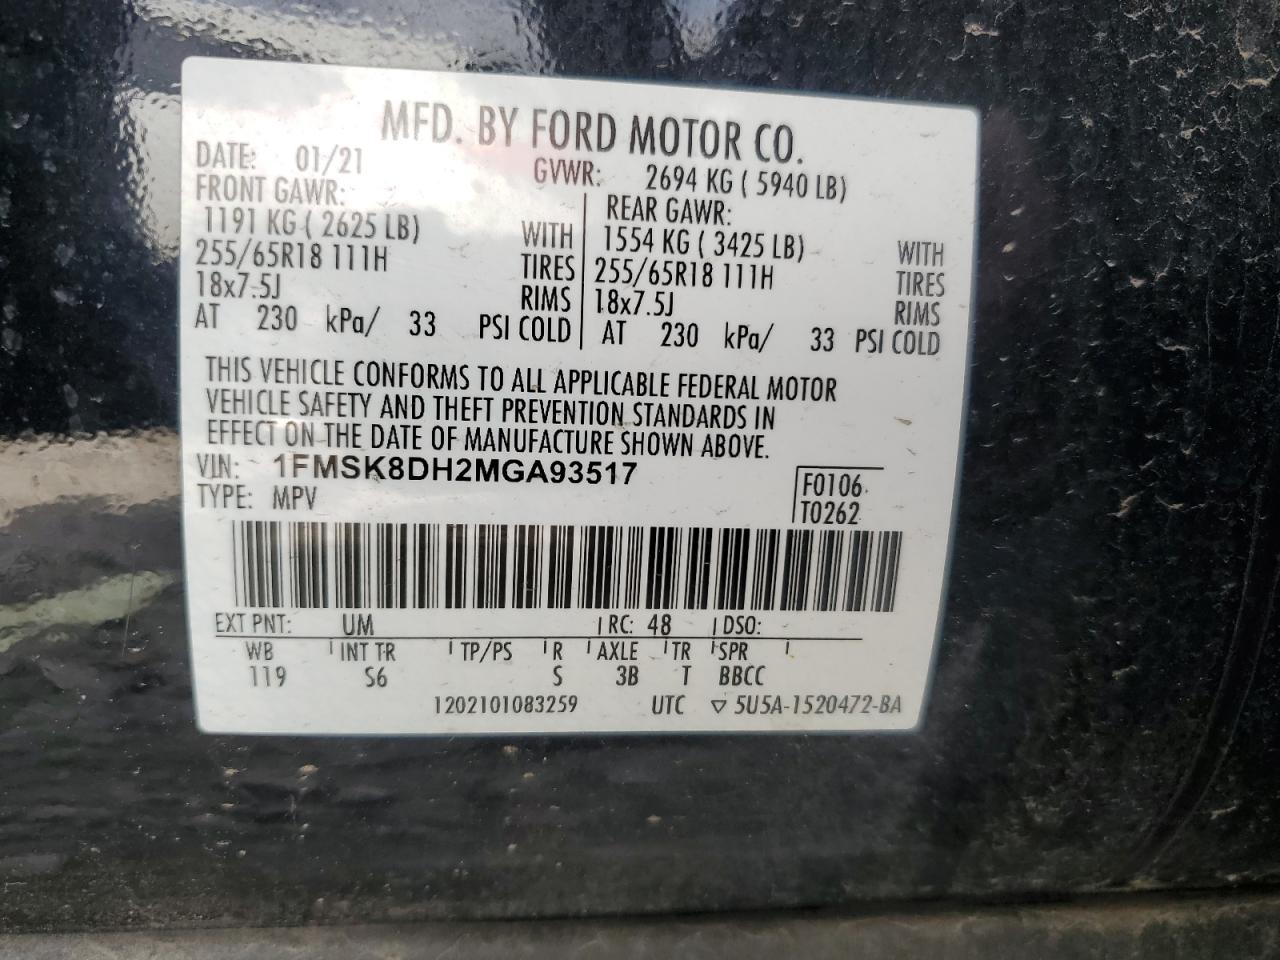 MFD. BY FORD MOTOR CO.
DATE: 01/21 GVWR: 2694 KG ( 5940 LB)
FRONT GAWR: REAR GAWR:
1191 KG ( 2625 LB) WITH 1554 KG ( 3425 LB) WITH
255/65R18 111H TIRES 255/65R18 111H TIRES
18x7.5J RIMS 18x7.5J RIMS
AT 230 kPa/ 33 PSI COLD AT 230 kPa/ 33 PSI COLD
THIS VEHICLE CONFORMS TO ALL APPLICABLE FEDERAL MOTOR
VEHICLE SAFETY AND THEFT PREVENTION STANDARDS IN
EFFECT ON THE DATE OF MANUFACTURE SHOWN ABOVE.
VIN: 1FMSK8DH2MGA93517 F0106
TYPE: MPV T0262
EXT PNT: UM RC: 48 DSO:
WB INT TR TP/PS R AXLE TR SPR
119 S6 S 3B T BBCC
1202101083259 UTC ▽ 5U5A-1520472-BA